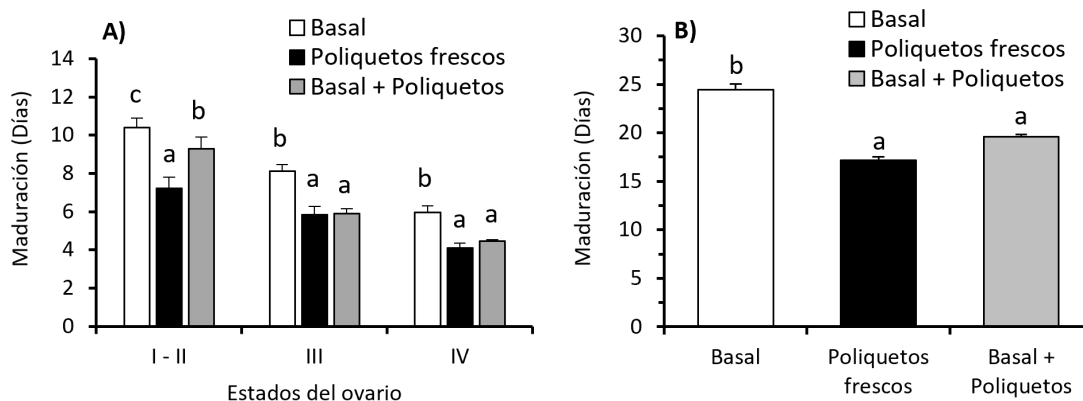 A)
Basal
Poliquetos frescos
Basal + Poliquetos
Maduración (Días)
14
12
10
8
6
4
2
0
c
a
b
b
a
a
b
a
a
I - II
III
IV
Estados del ovario
B)
Basal
Poliquetos frescos
Basal + Poliquetos
Maduración (Días)
30
25
20
15
10
5
0
b
a
a
Basal
Poliquetos
frescos
Basal +
Poliquetos